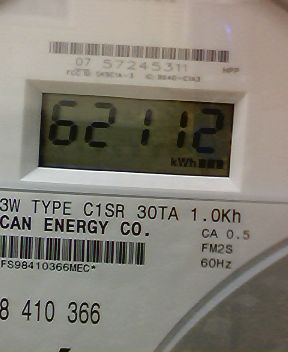 07 57245311 MPP
62112
kWh
3W TYPE C1SR 30TA 1.0Kh
CAN ENERGY CO. CA 0.5
FM2S
60Hz
FS98410366MEC*
8 410 366